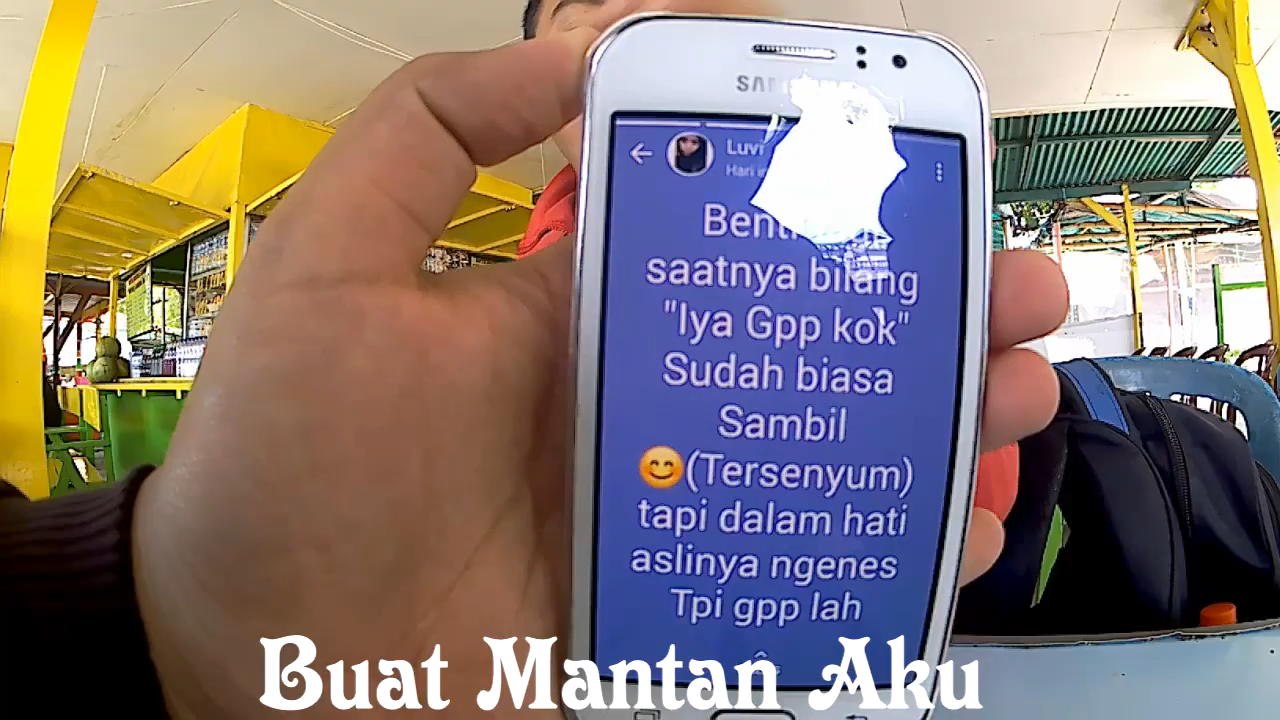 Luvi
Hari
saatnya bilang
"Iya Gpp kok"
Sudah biasa
Sambil
😊(Tersenyum)
tapi dalam hati
aslinya ngenes
Tpi gpp lah
Buat Mantan Aku